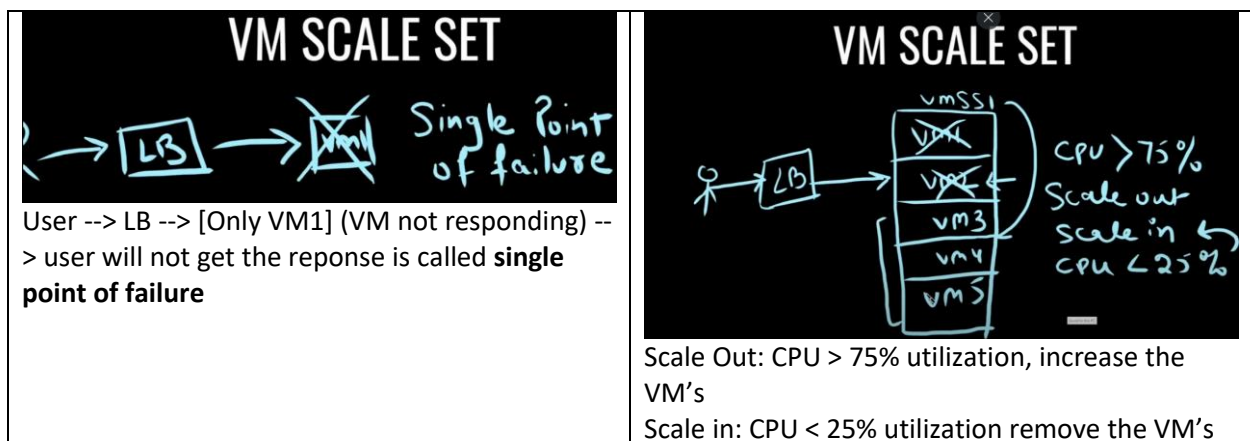 VM SCALE SET
LB
VM1
Single Point
of failure
User --> LB --> [Only VM1] (VM not responding) --
> user will not get the reponse is called single
point of failure
VM SCALE SET
vmss1
LB
vm1
vm2
vm3
vm4
vm5
CPU > 75%
Scale out
scale in
CPU < 25%
Scale Out: CPU > 75% utilization, increase the
VM’s
Scale in: CPU < 25% utilization remove the VM’s